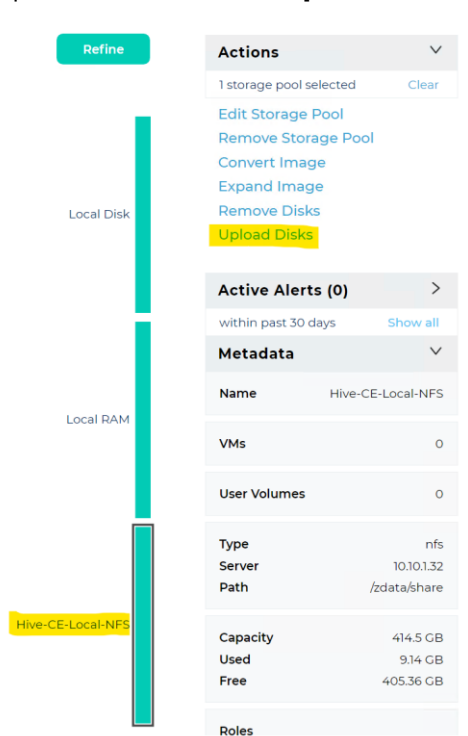 Refine
Local Disk
Local RAM
Hive-CE-Local-NFS
Actions
1 storage pool selected Clear
Edit Storage Pool
Remove Storage Pool
Convert Image
Expand Image
Remove Disks
Upload Disks
Active Alerts (0)
within past 30 days Show all
Metadata
Name Hive-CE-Local-NFS
VMs 0
User Volumes 0
Type nfs
Server 10.10.1.32
Path /zdata/share
Capacity 414.5 GB
Used 9.14 GB
Free 405.36 GB
Roles